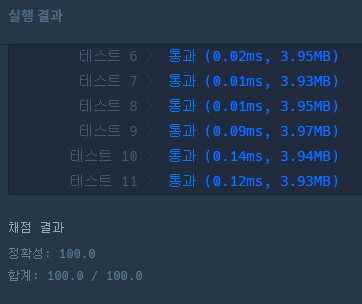 실행 결과
테스트 6 〉 통과 (0.02ms, 3.95MB)
테스트 7 〉 통과 (0.01ms, 3.93MB)
테스트 8 〉 통과 (0.01ms, 3.95MB)
테스트 9 〉 통과 (0.09ms, 3.97MB)
테스트 10 〉 통과 (0.14ms, 3.94MB)
테스트 11 〉 통과 (0.12ms, 3.93MB)
채점 결과
정확성: 100.0
합계: 100.0 / 100.0